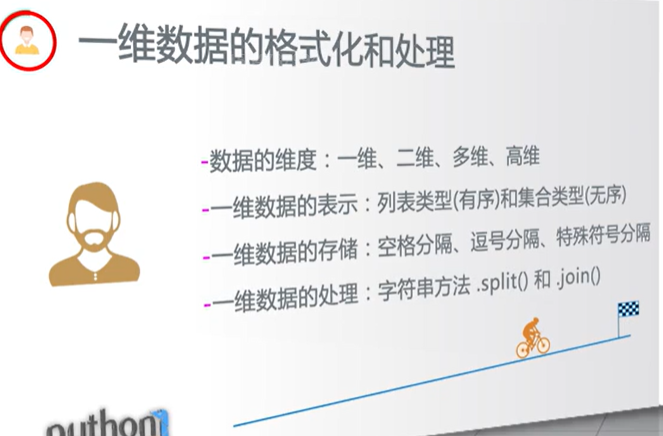 一维数据的格式化和处理
-数据的维度：一维、二维、多维、高维
-一维数据的表示：列表类型(有序)和集合类型(无序)
-一维数据的存储：空格分隔、逗号分隔、特殊符号分隔
-一维数据的处理：字符串方法 .split() 和 .join()
python